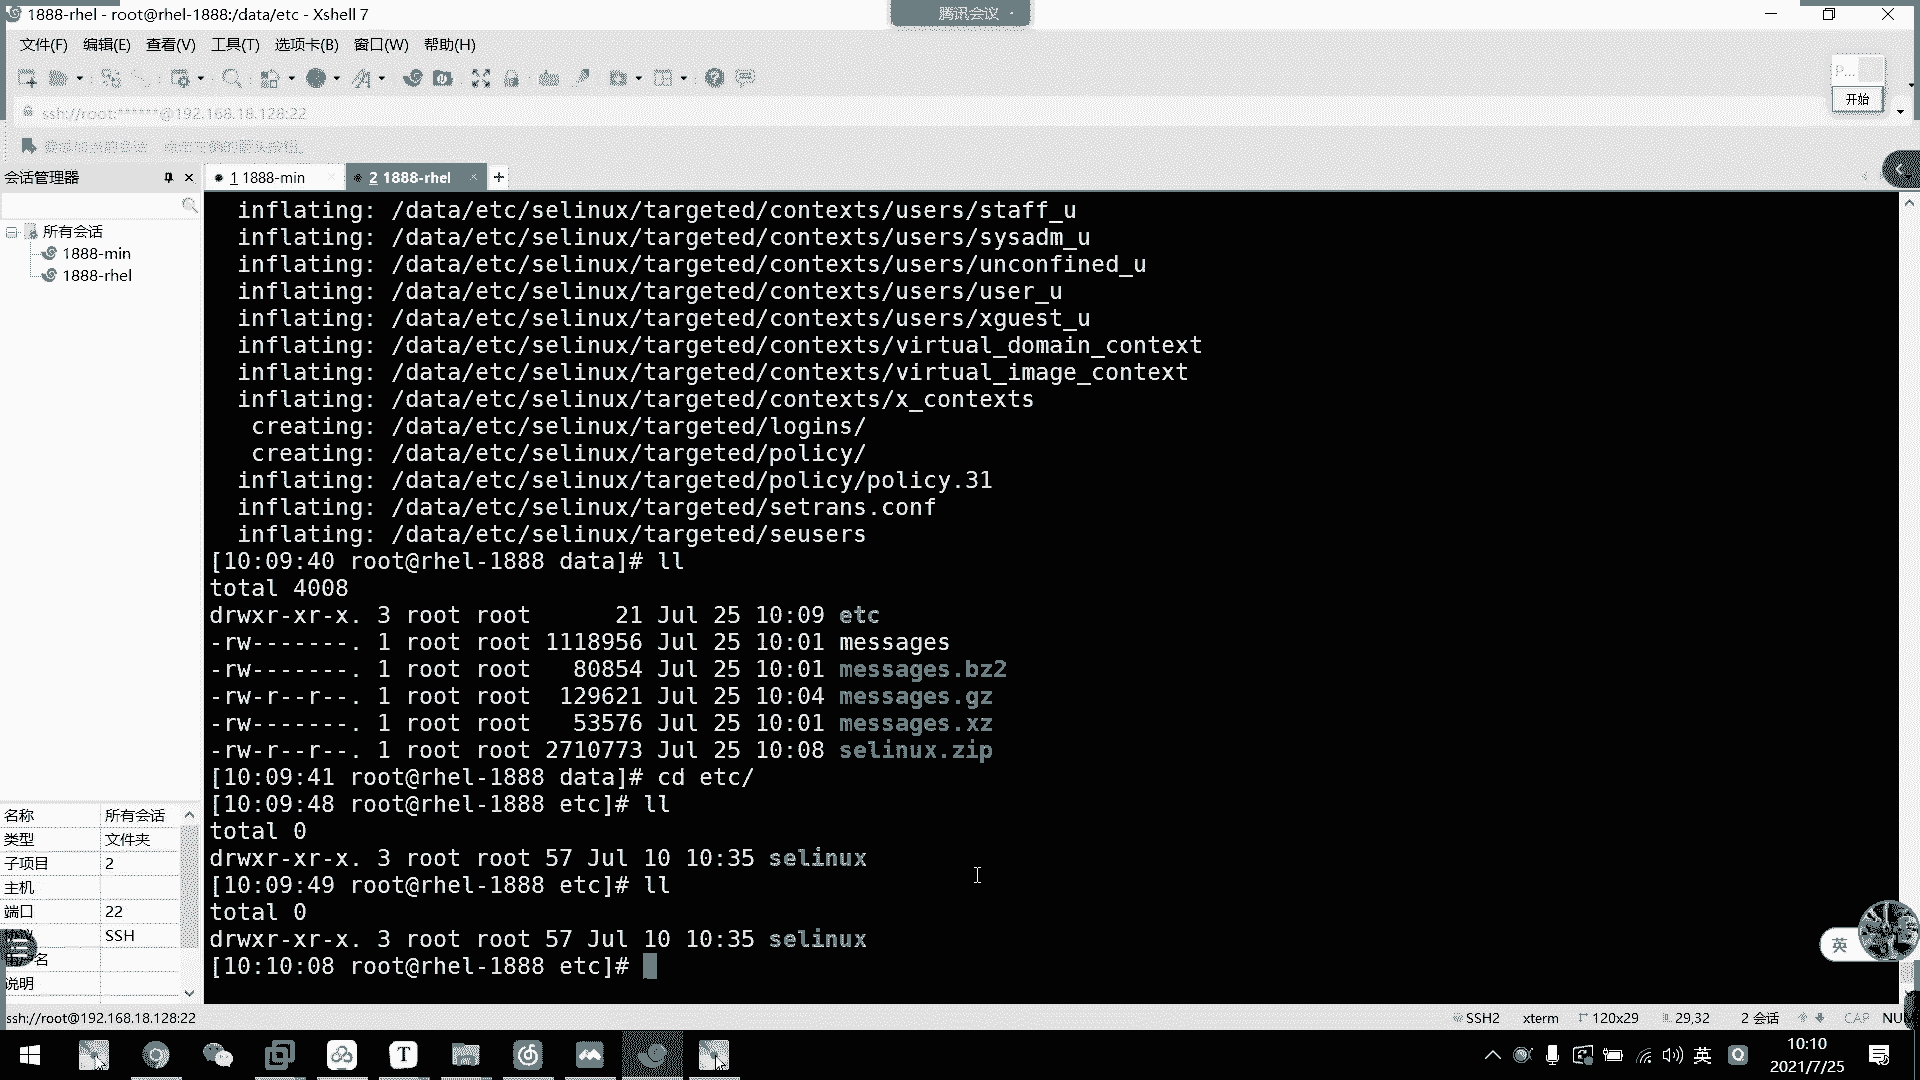 1888-rhel - root@rhel-1888:/data/etc - Xshell 7
腾讯会议
文件(F) 编辑(E) 查看(V) 工具(T) 选项卡(B) 窗口(W) 帮助(H)
P...
开始
ssh://root:******@192.168.18.128:22
会话管理器
1 1888-min
2 1888-rhel
所有会话
1888-min
1888-rhel
inflating: /data/etc/selinux/targeted/contexts/users/staff_u
inflating: /data/etc/selinux/targeted/contexts/users/sysadm_u
inflating: /data/etc/selinux/targeted/contexts/users/unconfined_u
inflating: /data/etc/selinux/targeted/contexts/users/user_u
inflating: /data/etc/selinux/targeted/contexts/users/xguest_u
inflating: /data/etc/selinux/targeted/contexts/virtual_domain_context
inflating: /data/etc/selinux/targeted/contexts/virtual_image_context
inflating: /data/etc/selinux/targeted/contexts/x_contexts
creating: /data/etc/selinux/targeted/logins/
creating: /data/etc/selinux/targeted/policy/
inflating: /data/etc/selinux/targeted/policy/policy.31
inflating: /data/etc/selinux/targeted/setrans.conf
inflating: /data/etc/selinux/targeted/seusers
[10:09:40 root@rhel-1888 data]# ll
total 4008
drwxr-xr-x. 3 root root      21 Jul 25 10:09 etc
-rw-------. 1 root root 1118956 Jul 25 10:01 messages
-rw-------. 1 root root   80854 Jul 25 10:01 messages.bz2
-rw-r--r--. 1 root root  129621 Jul 25 10:04 messages.gz
-rw-------. 1 root root   53576 Jul 25 10:01 messages.xz
-rw-r--r--. 1 root root 2710773 Jul 25 10:08 selinux.zip
[10:09:41 root@rhel-1888 data]# cd etc/
[10:09:48 root@rhel-1888 etc]# ll
total 0
drwxr-xr-x. 3 root root 57 Jul 10 10:35 selinux
[10:09:49 root@rhel-1888 etc]# ll
total 0
drwxr-xr-x. 3 root root 57 Jul 10 10:35 selinux
[10:10:08 root@rhel-1888 etc]#
名称 所有会话
类型 文件夹
子项目 2
主机
端口 22
SSH
说明
英
ssh://root@192.168.18.128:22
SSH2 xterm 120x29 29,32 2 会话 CAP NUM
英
10:10
2021/7/25